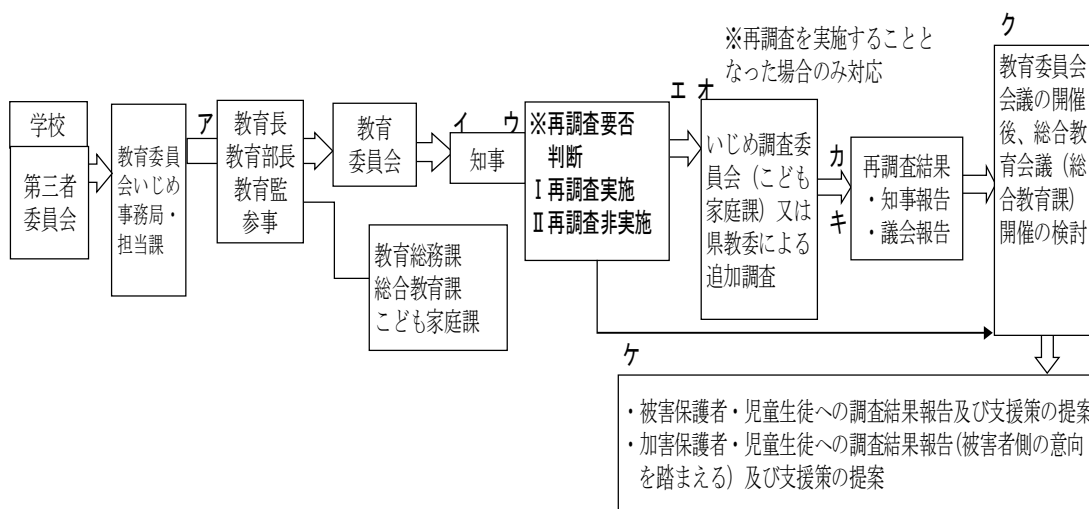 学校
第三者
委員会
教育委員
会いじめ
事務局・
担当課
ア
教育長
教育部長
教育監
参事
教育
委員会
教育総務課
総合教育課
こども家庭課
イ
ウ
知事
※再調査要否
判断
Ⅰ再調査実施
Ⅱ再調査非実施
※再調査を実施することと
なった場合のみ対応
エ オ
いじめ調査委
員会（こども
家庭課）又は
県教委による
追加調査
カ
キ
再調査結果
・知事報告
・議会報告
ク
教育委員会
会議の開催
後、総合教
育会議（総
合教育課）
開催の検討
ケ
・被害保護者・児童生徒への調査結果報告及び支援策の提案
・加害保護者・児童生徒への調査結果報告(被害者側の意向
を踏まえる）及び支援策の提案